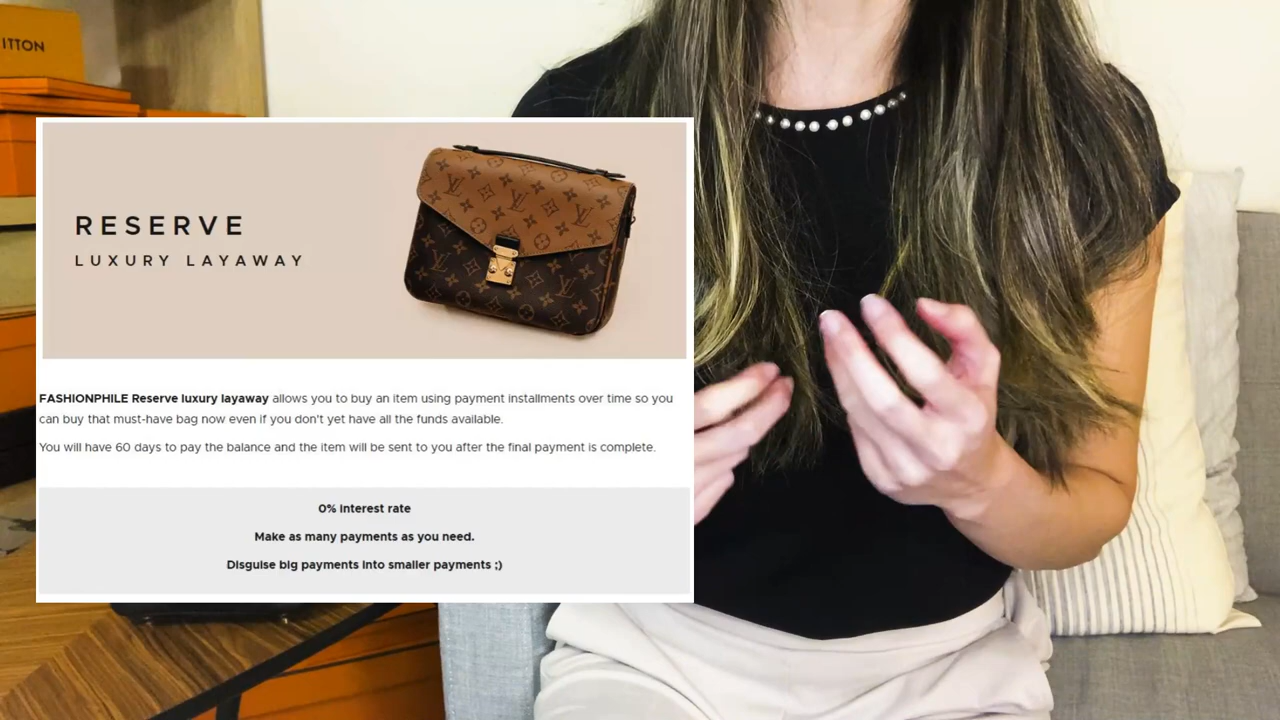 ITTON
RESERVE
LUXURY LAYAWAY
FASHIONPHILE Reserve luxury layaway allows you to buy an item using payment installments over time so you
can buy that must-have bag now even if you don't yet have all the funds available.
You will have 60 days to pay the balance and the item will be sent to you after the final payment is complete.
0% interest rate
Make as many payments as you need.
Disguise big payments into smaller payments ;)